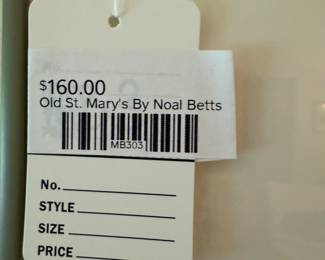 $160.00
Old St. Mary's By Noal Betts
MB303
No.
STYLE
SIZE
PRICE